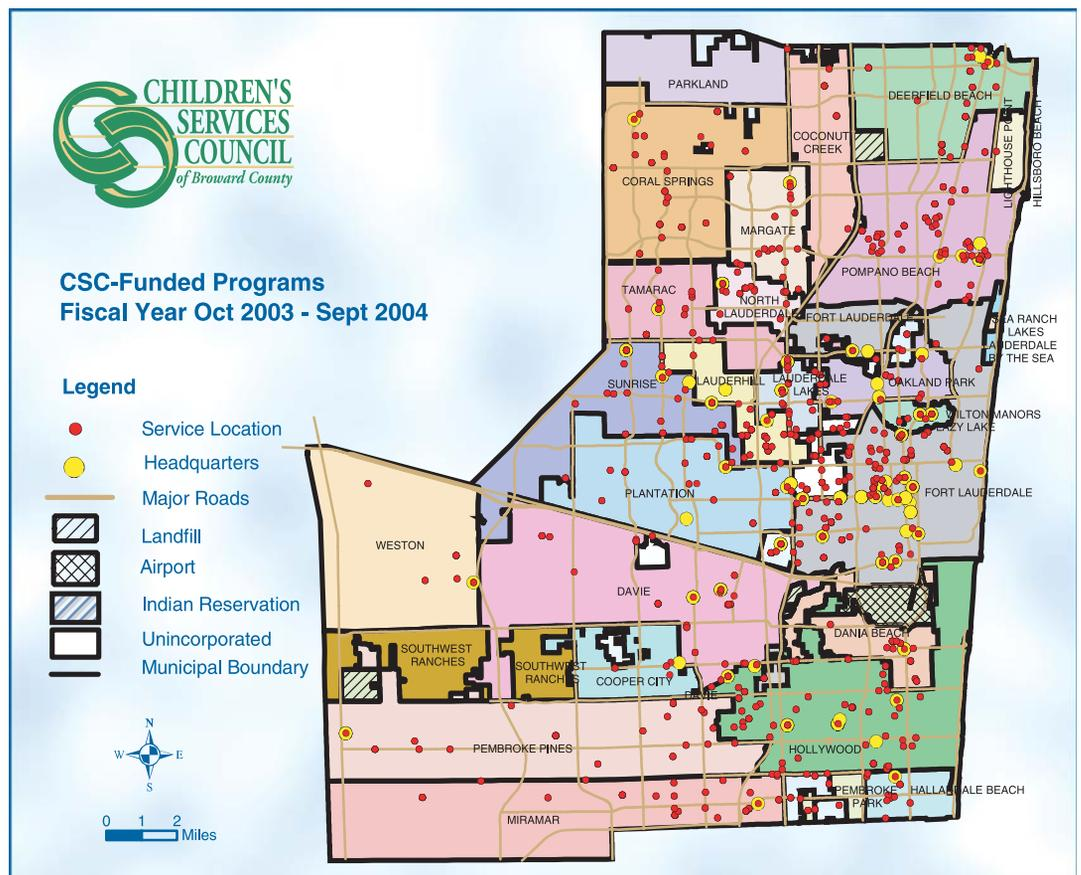 CHILDREN'S
SERVICES
COUNCIL
of Broward County
CSC-Funded Programs
Fiscal Year Oct 2003 - Sept 2004
Legend
Service Location
Headquarters
Major Roads
Landfill
Airport
Indian Reservation
Unincorporated
Municipal Boundary
N
W
E
S
0 1 2
Miles
PARKLAND
DEERFIELD BEACH
COCONUT
CREEK
LIGHTHOUSE POINT
HILLSBORO BEACH
CORAL SPRINGS
MARGATE
POMPANO BEACH
TAMARAC
NORTH
LAUDERDALE
FORT LAUDERDALE
SEA RANCH
LAKES
LAUDERDALE
BY THE SEA
SUNRISE
LAUDERHILL
LAUDERDALE
LAKES
OAKLAND PARK
WILTON MANORS
LAZY LAKE
PLANTATION
FORT LAUDERDALE
WESTON
DAVIE
DANIA BEACH
SOUTHWEST
RANCHES
SOUTHWEST
RANCHES
COOPER CITY
DAVIE
PEMBROKE PINES
HOLLYWOOD
PEMBROKE
PARK
HALLANDALE BEACH
MIRAMAR